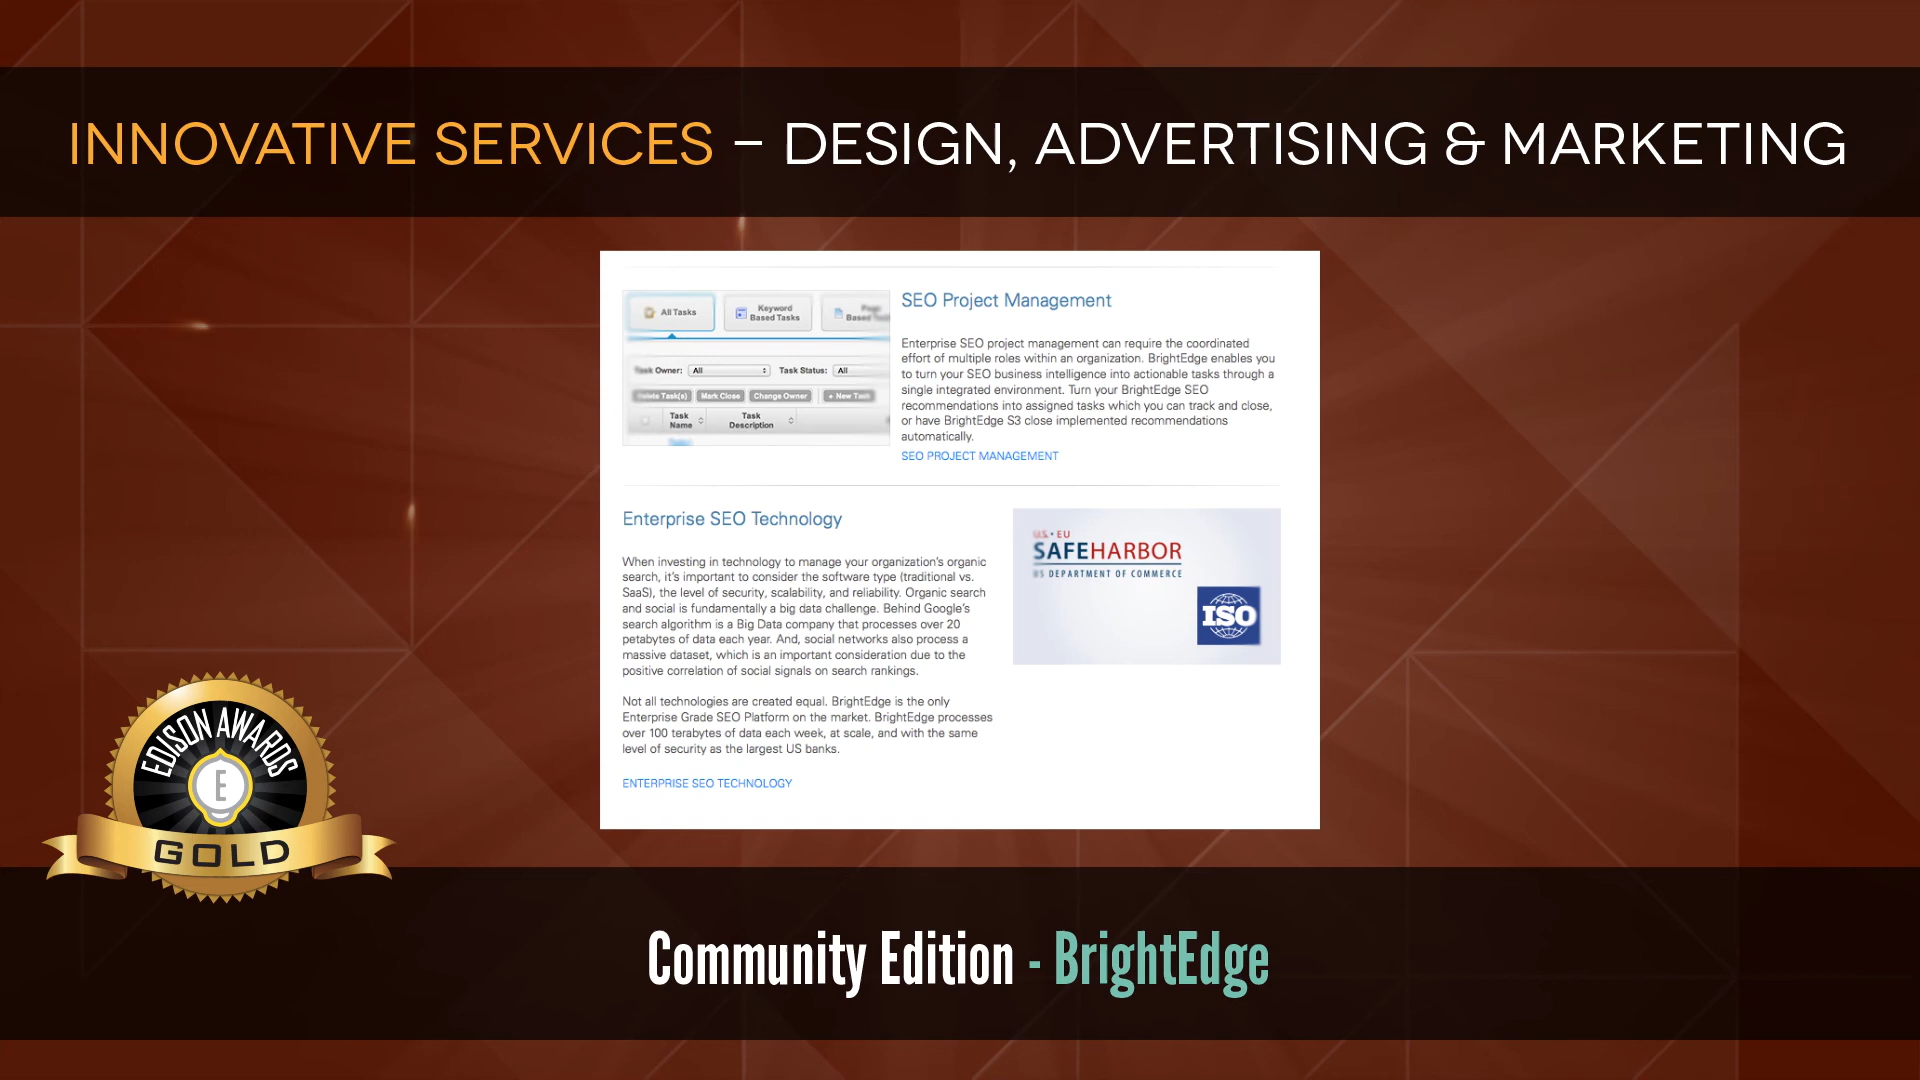 INNOVATIVE SERVICES – DESIGN, ADVERTISING & MARKETING
All Tasks
Keyword
Based Tasks
Page
Based
Task Owner: All Task Status: All
Delete Task(s) Mark Close Change Owner + New Task
Task
Name
Task
Description
SEO Project Management
Enterprise SEO project management can require the coordinated
effort of multiple roles within an organization. BrightEdge enables you
to turn your SEO business intelligence into actionable tasks through a
single integrated environment. Turn your BrightEdge SEO
recommendations into assigned tasks which you can track and close,
or have BrightEdge S3 close implemented recommendations
automatically.
SEO PROJECT MANAGEMENT
Enterprise SEO Technology
When investing in technology to manage your organization's organic
search, it's important to consider the software type (traditional vs.
SaaS), the level of security, scalability, and reliability. Organic search
and social is fundamentally a big data challenge. Behind Google's
search algorithm is a Big Data company that processes over 20
petabytes of data each year. And, social networks also process a
massive dataset, which is an important consideration due to the
positive correlation of social signals on search rankings.
Not all technologies are created equal. BrightEdge is the only
Enterprise Grade SEO Platform on the market. BrightEdge processes
over 100 terabytes of data each week, at scale, and with the same
level of security as the largest US banks.
ENTERPRISE SEO TECHNOLOGY
U.S. • EU
SAFEHARBOR
US DEPARTMENT OF COMMERCE
ISO
EDISON AWARDS
E
GOLD
Community Edition - BrightEdge